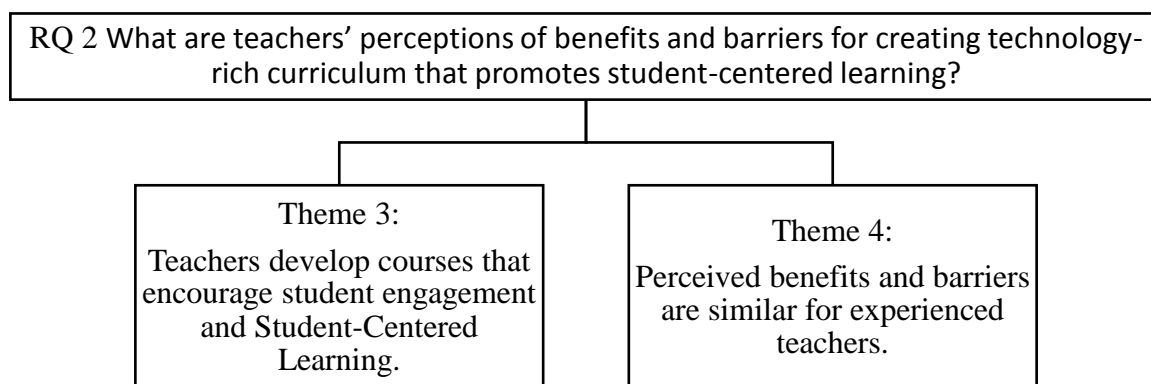 RQ 2 What are teachers’ perceptions of benefits and barriers for creating technology-
rich curriculum that promotes student-centered learning?
Theme 3:
Teachers develop courses that
encourage student engagement
and Student-Centered
Learning.
Theme 4:
Perceived benefits and barriers
are similar for experienced
teachers.